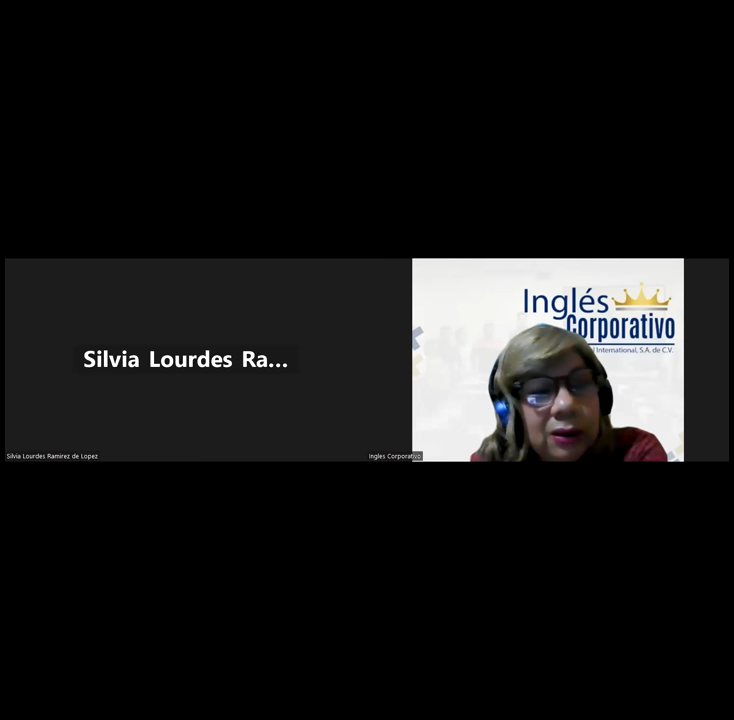 Silvia Lourdes Ra...
Silvia Lourdes Ramirez de Lopez
Inglés
Corporativo
International, S.A. de C.V.
Ingles Corporativo